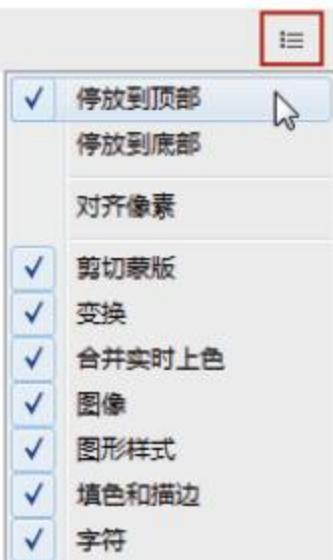 停放到顶部
停放到底部
对齐像素
剪切蒙版
变换
合并实时上色
图像
图形样式
填色和描边
字符